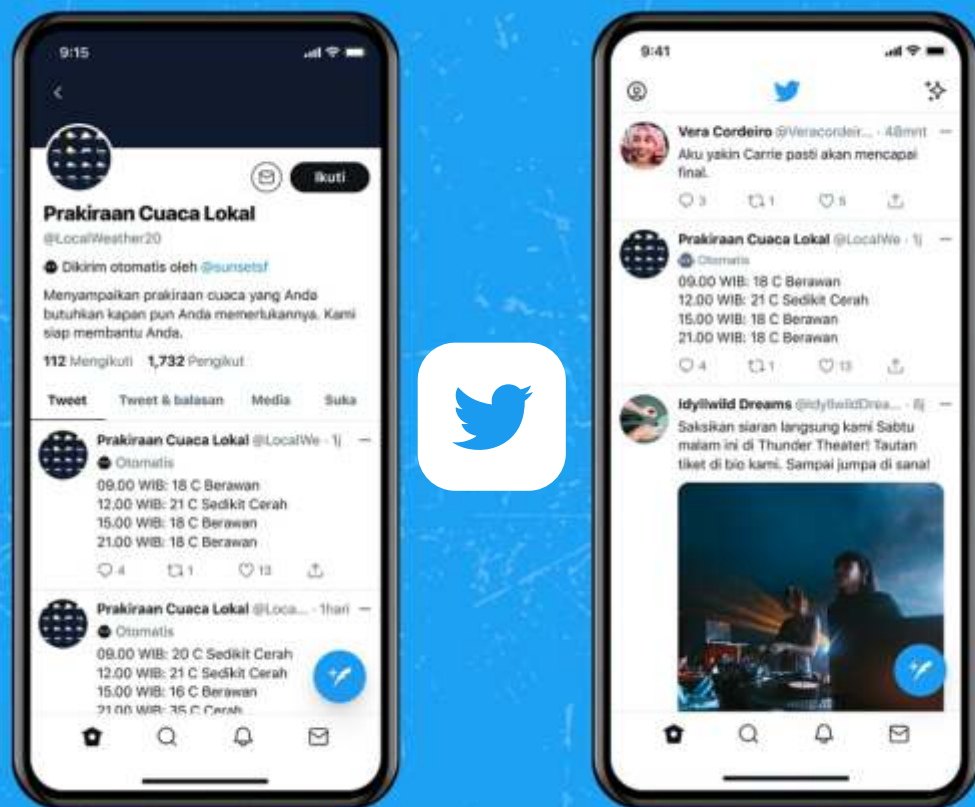 9:15
Ikuti
Prakiraan Cuaca Lokal
@LocalWeather20
Dikirim otomatis oleh @sunsetsf
Menyampaikan prakiraan cuaca yang Anda
butuhkan kapan pun Anda memerlukannya. Kami
siap membantu Anda.
112 Mengikuti 1,732 Pengikut
Tweet Tweet & balasan Media Suka
Prakiraan Cuaca Lokal @LocalWe · 1j
Otomatis
09.00 WIB: 18 C Berawan
12.00 WIB: 21 C Sedikit Cerah
15.00 WIB: 18 C Berawan
21.00 WIB: 18 C Berawan
4 1 13
Prakiraan Cuaca Lokal @Loca... · 1hari
Otomatis
09.00 WIB: 20 C Sedikit Cerah
12.00 WIB: 21 C Sedikit Cerah
15.00 WIB: 16 C Berawan
21.00 WIB: 35 C Cerah
9:41
Vera Cordeiro @Veracordeir... · 48mnt
Aku yakin Carrie pasti akan mencapai
final.
3 1 5
Prakiraan Cuaca Lokal @LocalWe · 1j
Otomatis
09.00 WIB: 18 C Berawan
12.00 WIB: 21 C Sedikit Cerah
15.00 WIB: 18 C Berawan
21.00 WIB: 18 C Berawan
4 1 13
Idyllwild Dreams @IdyllwildDrea... · 8j
Saksikan siaran langsung kami Sabtu
malam ini di Thunder Theater! Tautan
tiket di bio kami. Sampai jumpa di sana!